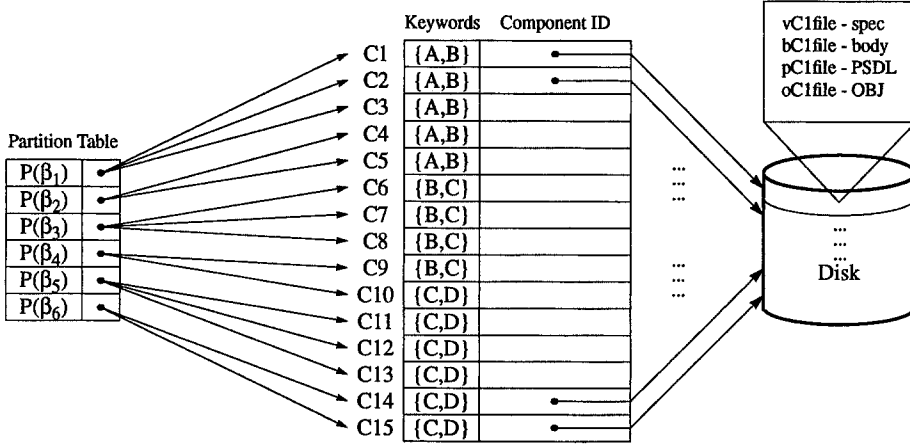 Keywords Component ID
vC1file - spec
bC1file - body
pC1file - PSDL
oC1file - OBJ
C1 {A,B}
C2 {A,B}
C3 {A,B}
C4 {A,B}
C5 {A,B}
C6 {B,C}
C7 {B,C}
C8 {B,C}
C9 {B,C}
C10 {C,D}
C11 {C,D}
C12 {C,D}
C13 {C,D}
C14 {C,D}
C15 {C,D}
Partition Table
P(β₁)
P(β₂)
P(β₃)
P(β₄)
P(β₅)
P(β₆)
...
...
...
...
...
...
...
Disk